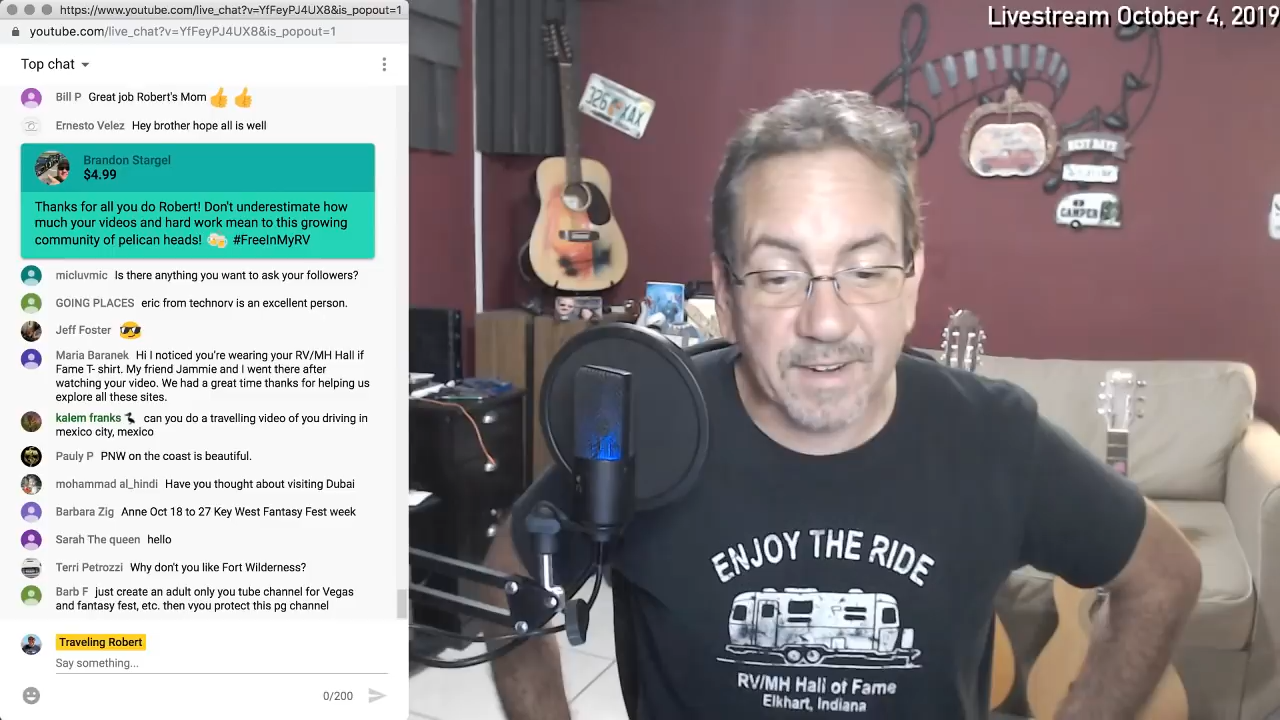 https://www.youtube.com/live_chat?v=YfFeyPJ4UX8&is_popout=1
youtube.com/live_chat?v=YfFeyPJ4UX8&is_popout=1
Livestream October 4, 2019
Top chat
Bill P Great job Robert's Mom
Ernesto Velez Hey brother hope all is well
Brandon Stargel
$4.99
Thanks for all you do Robert! Don't underestimate how
much your videos and hard work mean to this growing
community of pelican heads! #FreeInMyRV
micluvmic Is there anything you want to ask your followers?
GOING PLACES eric from technorv is an excellent person.
Jeff Foster
Maria Baranek Hi I noticed you're wearing your RV/MH Hall if
Fame T- shirt. My friend Jammie and I went there after
watching your video. We had a great time thanks for helping us
explore all these sites.
kalem franks can you do a travelling video of you driving in
mexico city, mexico
Pauly P PNW on the coast is beautiful.
mohammad al_hindi Have you thought about visiting Dubai
Barbara Zig Anne Oct 18 to 27 Key West Fantasy Fest week
Sarah The queen hello
Terri Petrozzi Why don't you like Fort Wilderness?
Barb F just create an adult only you tube channel for Vegas
and fantasy fest, etc. then vyou protect this pg channel
Traveling Robert
Say something...
0/200
BEST DAYS
CAMPER
ENJOY THE RIDE
RV/MH Hall of Fame
Elkhart, Indiana